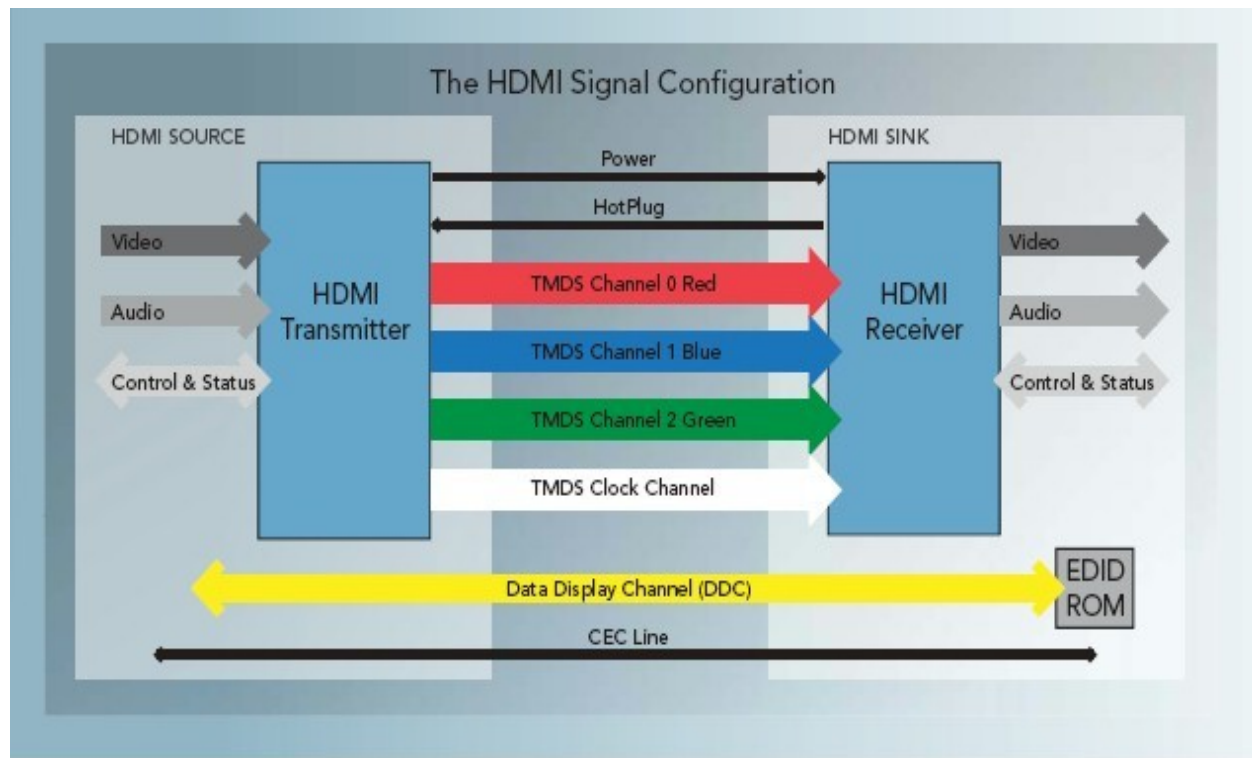 The HDMI Signal Configuration
HDMI SOURCE
HDMI SINK
Power
HotPlug
Video
Audio
Control & Status
HDMI
Transmitter
TMDS Channel 0 Red
TMDS Channel 1 Blue
TMDS Channel 2 Green
TMDS Clock Channel
HDMI
Receiver
Video
Audio
Control & Status
Data Display Channel (DDC)
EDID
ROM
CEC Line